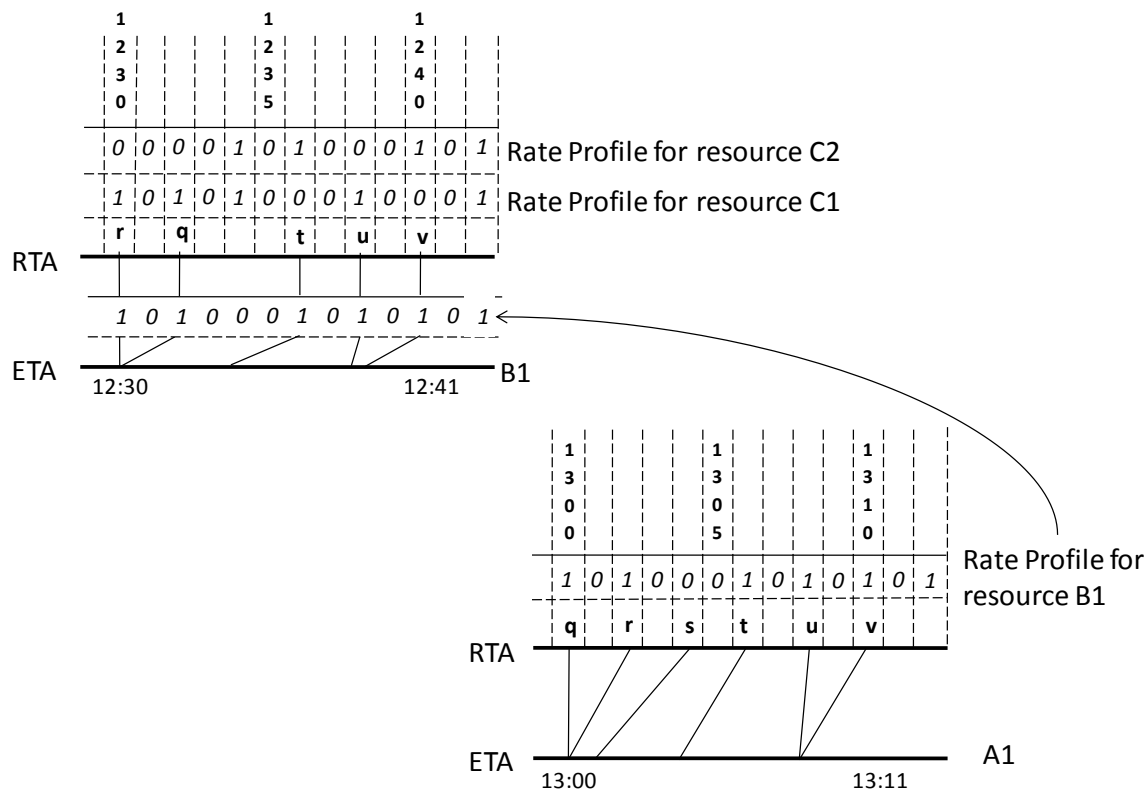 1230 1235 1240
0 0 0 0 1 0 1 0 0 0 1 0 1 Rate Profile for resource C2
1 0 1 0 1 0 0 0 1 0 0 0 1 Rate Profile for resource C1
r q t u v
RTA
1 0 1 0 0 0 1 0 1 0 1 0 1
ETA B1
12:30 12:41
1300 1305 1310
Rate Profile for
1 0 1 0 0 0 1 0 1 0 1 0 1
resource B1
q r s t u v
RTA
ETA A1
13:00 13:11